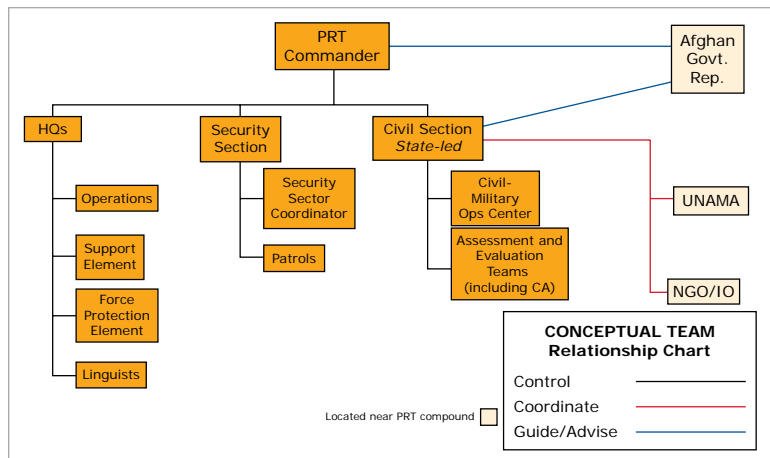 PRT
Commander
Afghan
Govt.
Rep.
HQs
Security
Section
Civil Section
State-led
Operations
Support
Element
Force
Protection
Element
Linguists
Security
Sector
Coordinator
Patrols
Civil-
Military
Ops Center
Assessment and
Evaluation
Teams
(including CA)
UNAMA
NGO/IO
CONCEPTUAL TEAM
Relationship Chart
Control
Coordinate
Guide/Advise
Located near PRT compound